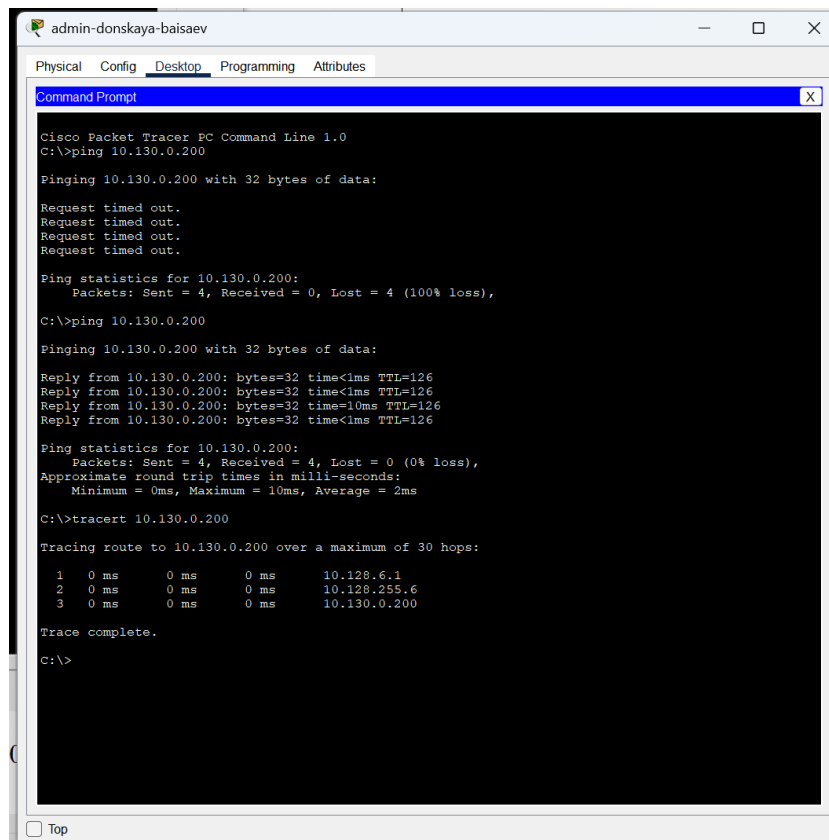 admin-donskaya-baisaev
Physical Config Desktop Programming Attributes
Command Prompt X
Cisco Packet Tracer PC Command Line 1.0
C:\>ping 10.130.0.200
Pinging 10.130.0.200 with 32 bytes of data:
Request timed out.
Request timed out.
Request timed out.
Request timed out.
Ping statistics for 10.130.0.200:
Packets: Sent = 4, Received = 0, Lost = 4 (100% loss),
C:\>ping 10.130.0.200
Pinging 10.130.0.200 with 32 bytes of data:
Reply from 10.130.0.200: bytes=32 time<1ms TTL=126
Reply from 10.130.0.200: bytes=32 time<1ms TTL=126
Reply from 10.130.0.200: bytes=32 time=10ms TTL=126
Reply from 10.130.0.200: bytes=32 time<1ms TTL=126
Ping statistics for 10.130.0.200:
Packets: Sent = 4, Received = 4, Lost = 0 (0% loss),
Approximate round trip times in milli-seconds:
Minimum = 0ms, Maximum = 10ms, Average = 2ms
C:\>tracert 10.130.0.200
Tracing route to 10.130.0.200 over a maximum of 30 hops:
1 0 ms 0 ms 0 ms 10.128.6.1
2 0 ms 0 ms 0 ms 10.128.255.6
3 0 ms 0 ms 0 ms 10.130.0.200
Trace complete.
C:\>
Top